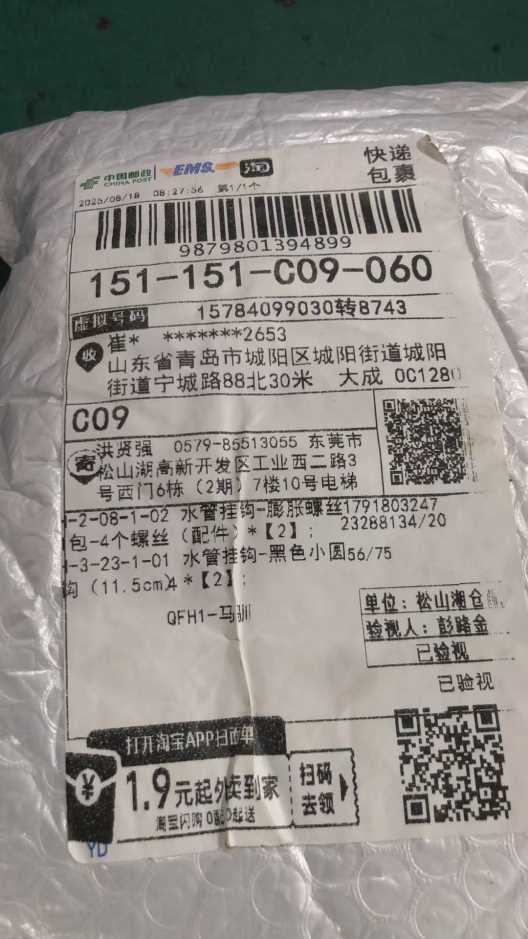 中国邮政 EMS 淘 快递
CHINA POST 包裹
2025/08/18 08:27:56 第1/1个
9879801394899
151-151-C09-060
虚拟号码 15784099030转8743
收 崔* *******2653
山东省青岛市城阳区城阳街道城阳
街道宁城路88北30米 大成 0C128
C09
寄 洪贤强 0579-85513055 东莞市
松山湖高新开发区工业西二路3
号西门6栋（2期）7楼10号电梯
-2-08-1-02 水管挂钩-膨胀螺丝1791803247
包-4个螺丝（配件）*【2】； 23288134/20
-3-23-1-01 水管挂钩-黑色小圆56/75
钩（11.5cm）4*【2】；
QFH1-马驯
单位：松山湖仓
验视人：彭路金
已验视
已验视
打开淘宝APP扫面单
¥ 1.9元起外卖到家 扫码
去领
淘宝闪购 0配0起送
YD